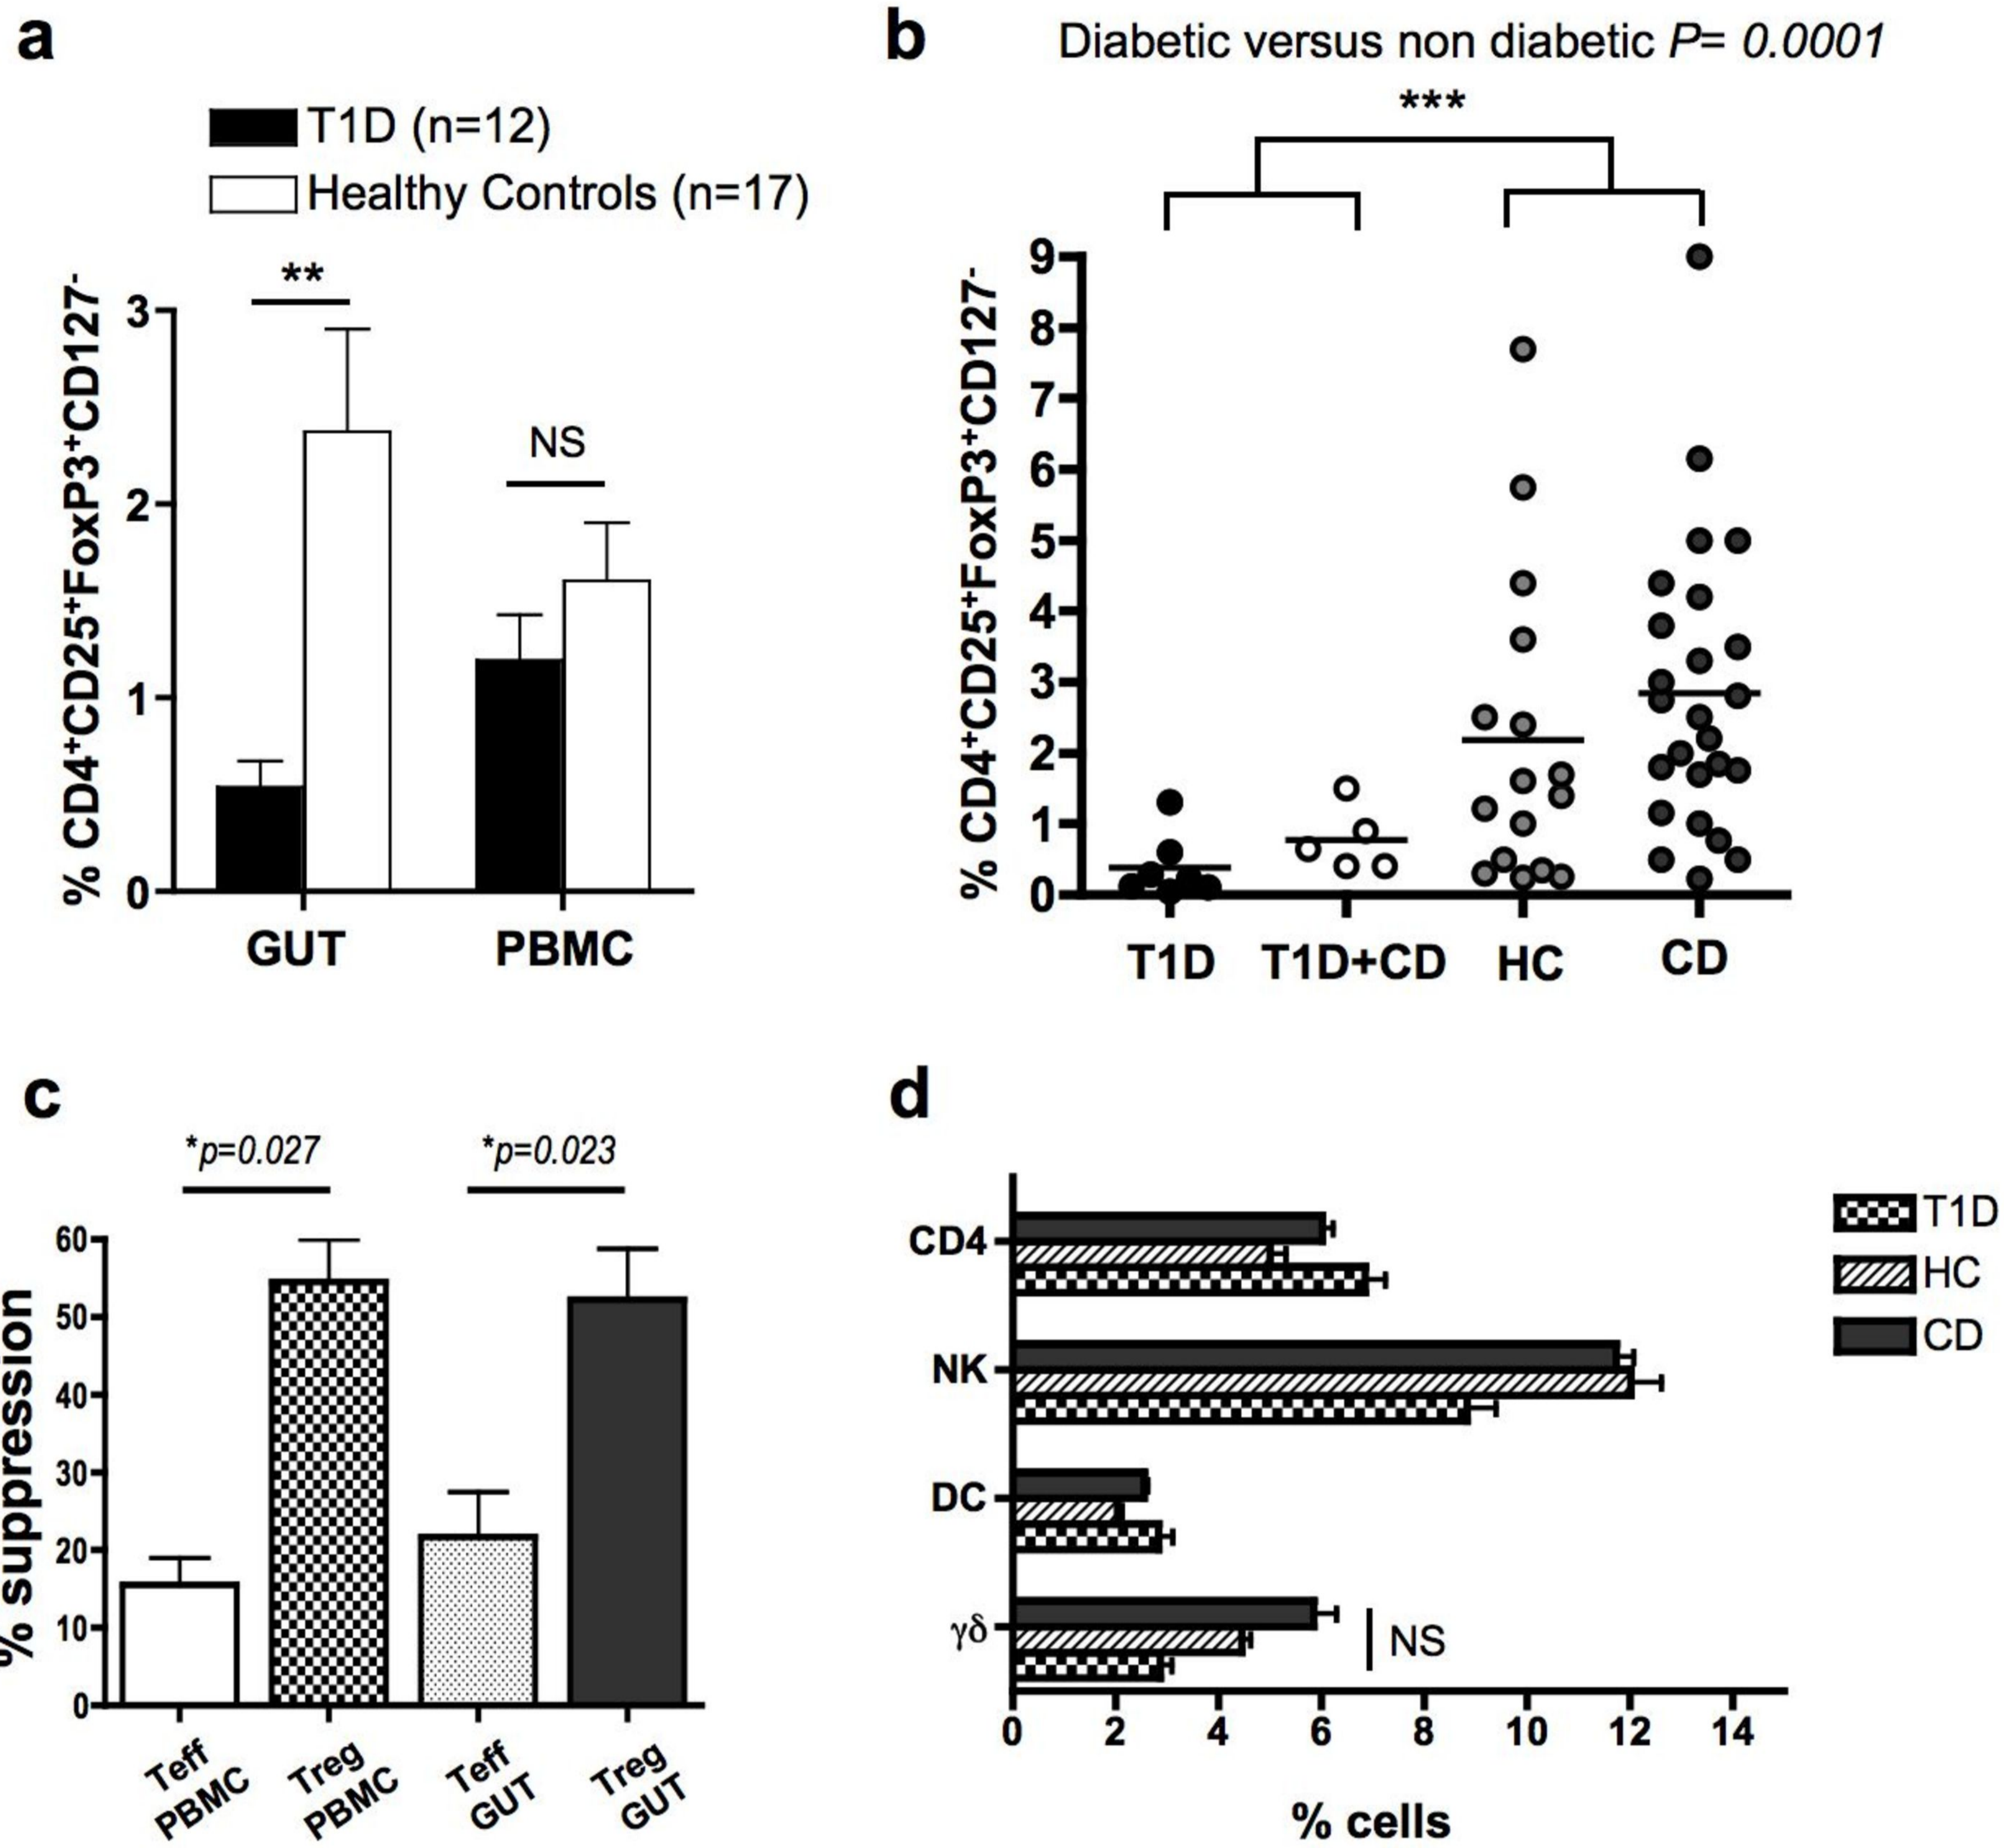 a
T1D (n=12)
Healthy Controls (n=17)
% CD4+CD25+FoxP3+CD127-
**
NS
3
2
1
0
GUT
PBMC
b
Diabetic versus non diabetic P= 0.0001
***
% CD4+CD25+FoxP3+CD127-
9
8
7
6
5
4
3
2
1
0
T1D
T1D+CD
HC
CD
c
*p=0.027
*p=0.023
% suppression
60
50
40
30
20
10
0
Teff
PBMC
Treg
PBMC
Teff
GUT
Treg
GUT
d
CD4
NK
DC
γδ
NS
T1D
HC
CD
0 2 4 6 8 10 12 14
% cells